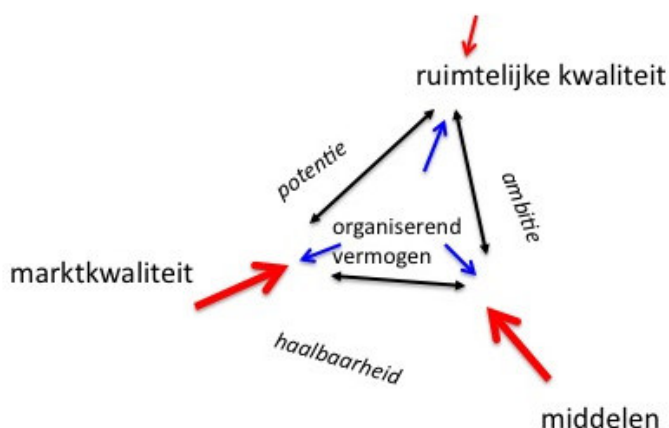 ruimtelijke kwaliteit
potentie
ambitie
organiserend
vermogen
marktkwaliteit
haalbaarheid
middelen